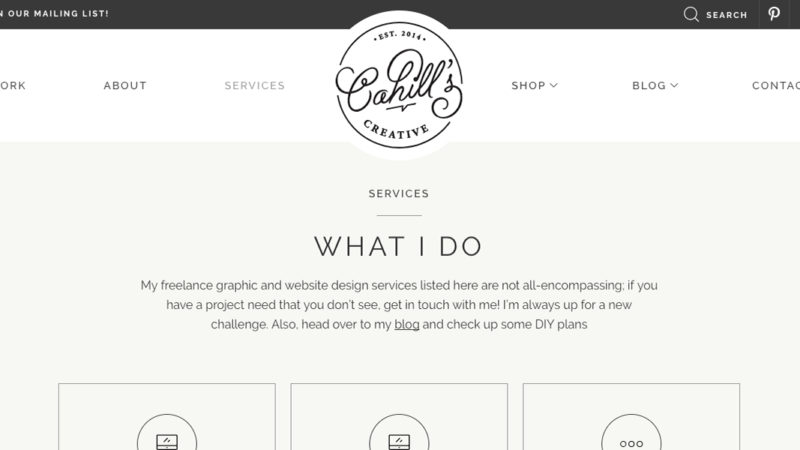 N OUR MAILING LIST!
SEARCH
ORK
ABOUT
SERVICES
· EST. 2014 ·
Cahill's
CREATIVE
SHOP
BLOG
CONTAC
SERVICES
WHAT I DO
My freelance graphic and website design services listed here are not all-encompassing; if you
have a project need that you don't see, get in touch with me! I'm always up for a new
challenge. Also, head over to my blog and check up some DIY plans